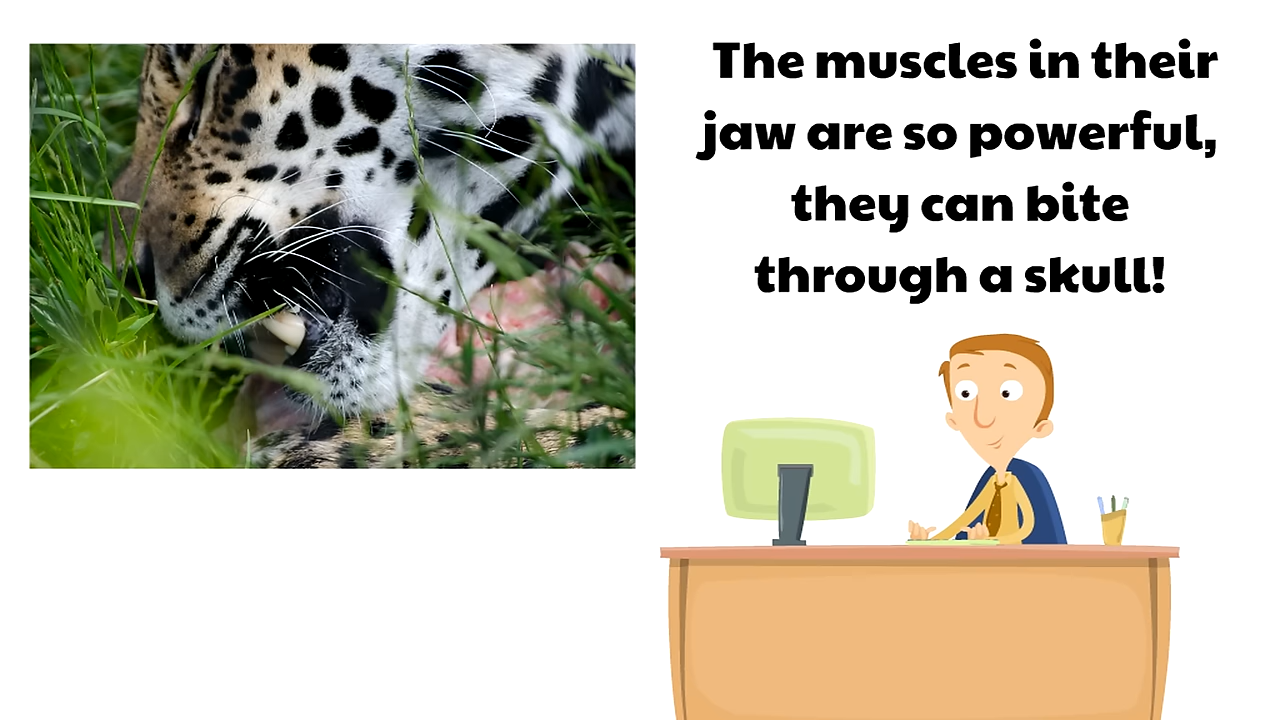 The muscles in their
jaw are so powerful,
they can bite
through a skull!